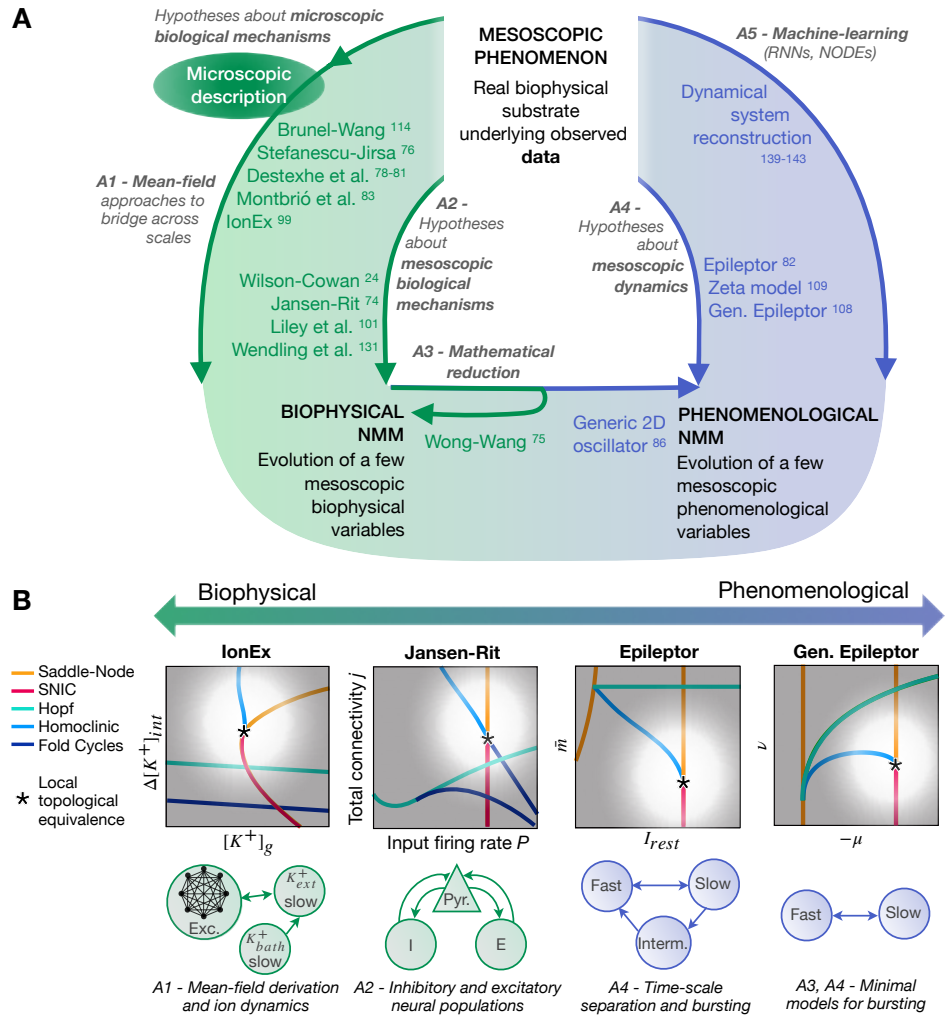 A
Hypotheses about microscopic
biological mechanisms
Microscopic
description
MESOSCOPIC
PHENOMENON
Real biophysical
substrate
underlying observed
data
A5 - Machine-learning
(RNNs, NODEs)
Dynamical
system
reconstruction
139-143
Brunel-Wang 114
Stefanescu-Jirsa 76
Destexhe et al. 78-81
Montbrió et al. 83
IonEx 99
A1 - Mean-field
approaches to
bridge across
scales
A2 -
Hypotheses
about
mesoscopic
biological
mechanisms
A4 -
Hypotheses
about
mesoscopic
dynamics
Wilson-Cowan 24
Jansen-Rit 74
Liley et al. 101
Wendling et al. 131
Epileptor 82
Zeta model 109
Gen. Epileptor 108
A3 - Mathematical
reduction
BIOPHYSICAL
NMM
Evolution of a few
mesoscopic
biophysical
variables
Wong-Wang 75
Generic 2D
oscillator 86
PHENOMENOLOGICAL
NMM
Evolution of a few
mesoscopic
phenomenological
variables
B
Biophysical
Phenomenological
Saddle-Node
SNIC
Hopf
Homoclinic
Fold Cycles
* Local
topological
equivalence
IonEx
Δ[K⁺]int
*
[K⁺]g
Jansen-Rit
Total connectivity j
*
Input firing rate P
Epileptor
m̄
*
Irest
Gen. Epileptor
ν
*
−μ
Exc.
K⁺ext
slow
K⁺bath
slow
A1 - Mean-field derivation
and ion dynamics
Pyr.
I
E
A2 - Inhibitory and excitatory
neural populations
Fast
Slow
Interm.
A4 - Time-scale
separation and bursting
Fast
Slow
A3, A4 - Minimal
models for bursting